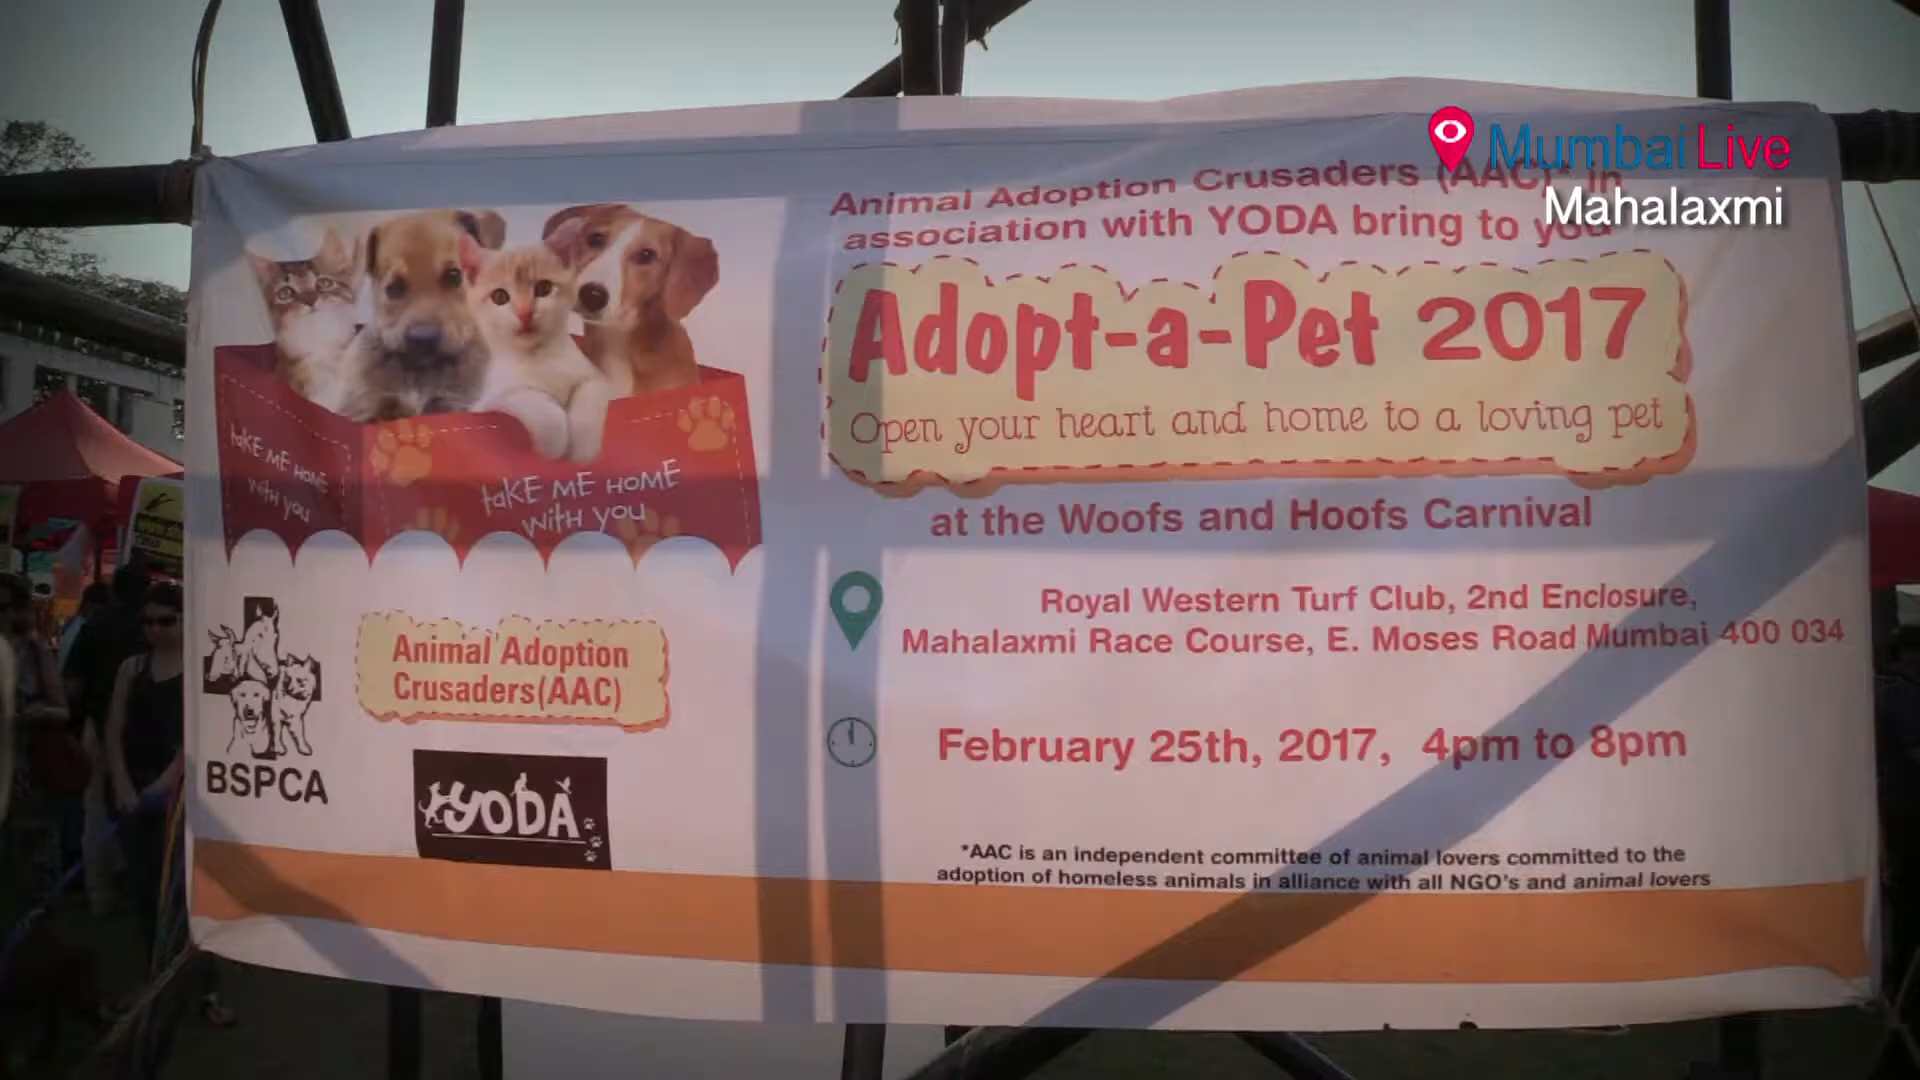 Mumbai Live
Mahalaxmi
Animal Adoption Crusaders (AAC)* in
association with YODA bring to you
Adopt-a-Pet 2017
Open your heart and home to a loving pet
at the Woofs and Hoofs Carnival
Royal Western Turf Club, 2nd Enclosure,
Mahalaxmi Race Course, E. Moses Road Mumbai 400 034
February 25th, 2017, 4pm to 8pm
*AAC is an independent committee of animal lovers committed to the
adoption of homeless animals in alliance with all NGO's and animal lovers
takE ME HOME
with you
takE ME HOME
with you
BSPCA
Animal Adoption
Crusaders(AAC)
YODA